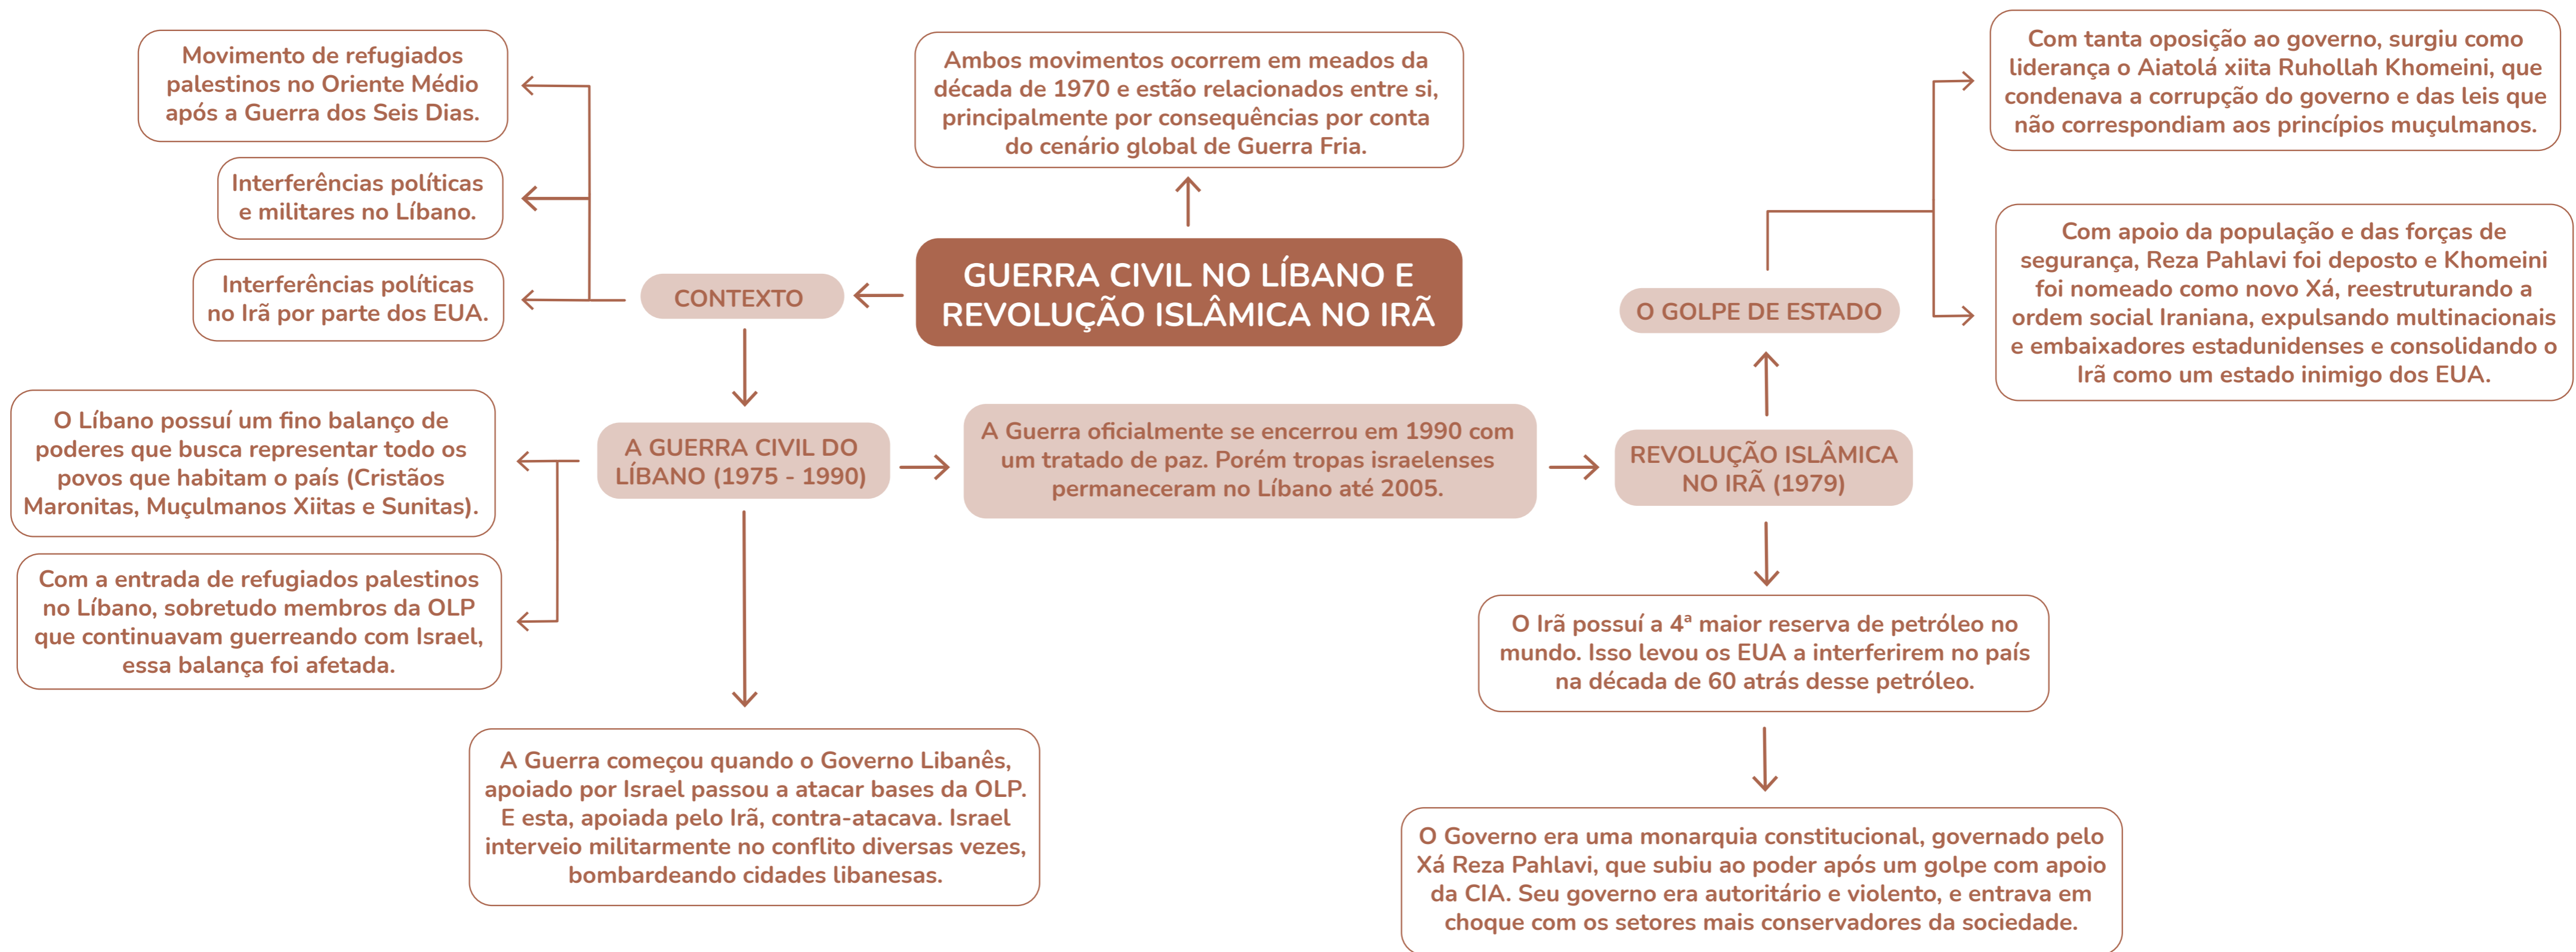 GUERRA CIVIL NO LÍBANO E
REVOLUÇÃO ISLÂMICA NO IRÃ
Ambos movimentos ocorrem em meados da
década de 1970 e estão relacionados entre si,
principalmente por consequências por conta
do cenário global de Guerra Fria.
CONTEXTO
Movimento de refugiados
palestinos no Oriente Médio
após a Guerra dos Seis Dias.
Interferências políticas
e militares no Líbano.
Interferências políticas
no Irã por parte dos EUA.
A GUERRA CIVIL DO
LÍBANO (1975 - 1990)
O Líbano possuí um fino balanço de
poderes que busca representar todo os
povos que habitam o país (Cristãos
Maronitas, Muçulmanos Xiitas e Sunitas).
Com a entrada de refugiados palestinos
no Líbano, sobretudo membros da OLP
que continuavam guerreando com Israel,
essa balança foi afetada.
A Guerra começou quando o Governo Libanês,
apoiado por Israel passou a atacar bases da OLP.
E esta, apoiada pelo Irã, contra-atacava. Israel
interveio militarmente no conflito diversas vezes,
bombardeando cidades libanesas.
A Guerra oficialmente se encerrou em 1990 com
um tratado de paz. Porém tropas israelenses
permaneceram no Líbano até 2005.
REVOLUÇÃO ISLÂMICA
NO IRÃ (1979)
O Irã possuí a 4ª maior reserva de petróleo no
mundo. Isso levou os EUA a interferirem no país
na década de 60 atrás desse petróleo.
O Governo era uma monarquia constitucional, governado pelo
Xá Reza Pahlavi, que subiu ao poder após um golpe com apoio
da CIA. Seu governo era autoritário e violento, e entrava em
choque com os setores mais conservadores da sociedade.
O GOLPE DE ESTADO
Com tanta oposição ao governo, surgiu como
liderança o Aiatolá xiita Ruhollah Khomeini, que
condenava a corrupção do governo e das leis que
não correspondiam aos princípios muçulmanos.
Com apoio da população e das forças de
segurança, Reza Pahlavi foi deposto e Khomeini
foi nomeado como novo Xá, reestruturando a
ordem social Iraniana, expulsando multinacionais
e embaixadores estadunidenses e consolidando o
Irã como um estado inimigo dos EUA.